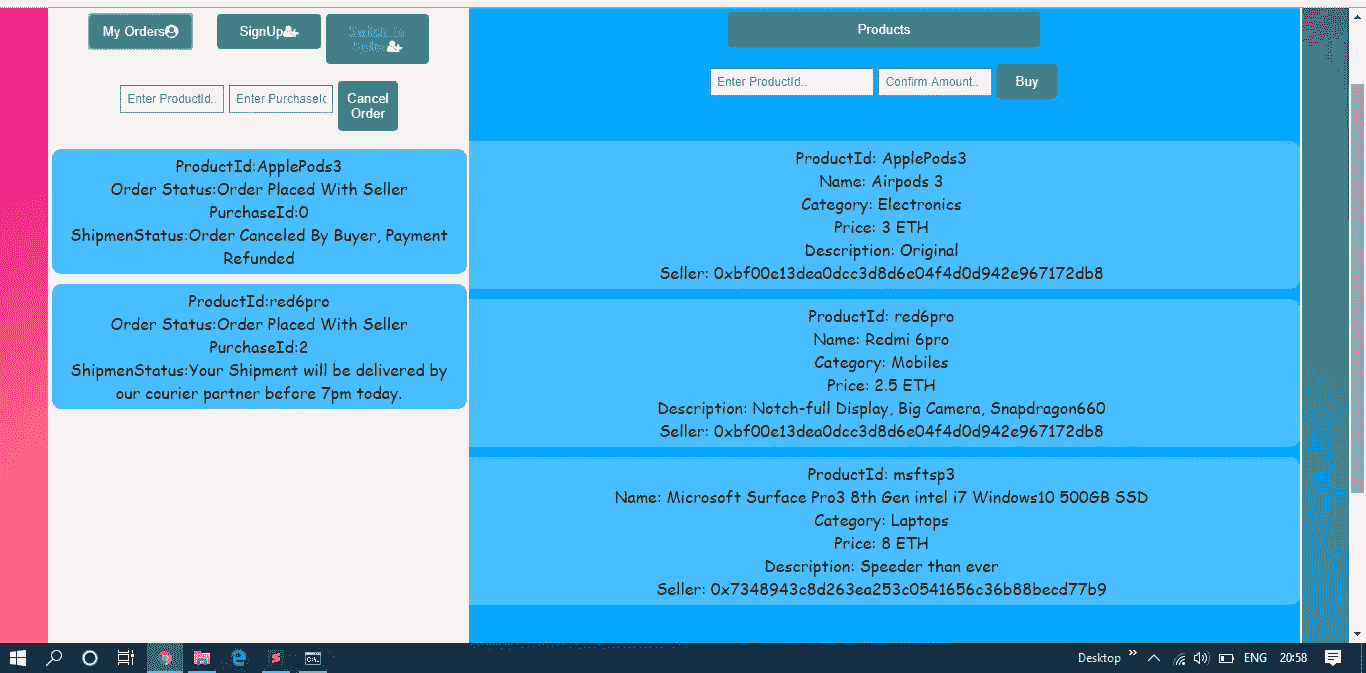 My Orders
SignUp
Switch To
Seller
Enter ProductId..
Enter PurchaseId
Cancel
Order
ProductId:ApplePods3
Order Status:Order Placed With Seller
PurchaseId:0
ShipmenStatus:Order Canceled By Buyer, Payment
Refunded
ProductId:red6pro
Order Status:Order Placed With Seller
PurchaseId:2
ShipmenStatus:Your Shipment will be delivered by
our courier partner before 7pm today.
Products
Enter ProductId..
Confirm Amount..
Buy
ProductId: ApplePods3
Name: Airpods 3
Category: Electronics
Price: 3 ETH
Description: Original
Seller: 0xbf00e13dea0dcc3d8d6e04f4d0d942e967172db8
ProductId: red6pro
Name: Redmi 6pro
Category: Mobiles
Price: 2.5 ETH
Description: Notch-full Display, Big Camera, Snapdragon660
Seller: 0xbf00e13dea0dcc3d8d6e04f4d0d942e967172db8
ProductId: msftsp3
Name: Microsoft Surface Pro3 8th Gen intel i7 Windows10 500GB SSD
Category: Laptops
Price: 8 ETH
Description: Speeder than ever
Seller: 0x7348943c8d263ea253c0541656c36b88becd77b9
Desktop
ENG
20:58